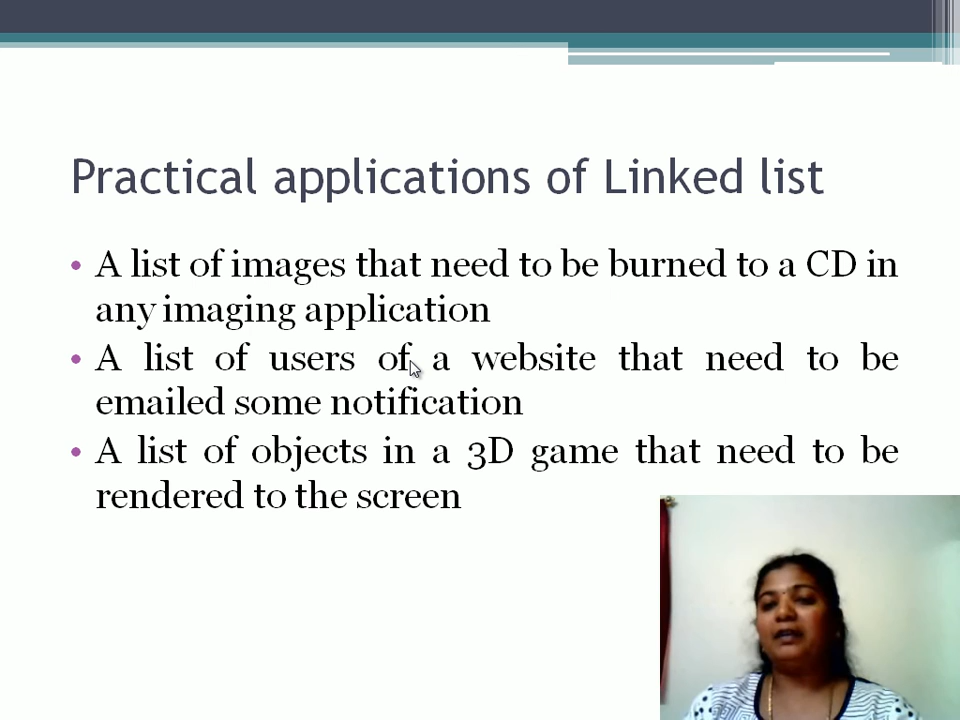 Practical applications of Linked list
• A list of images that need to be burned to a CD in
any imaging application
• A list of users of a website that need to be
emailed some notification
• A list of objects in a 3D game that need to be
rendered to the screen